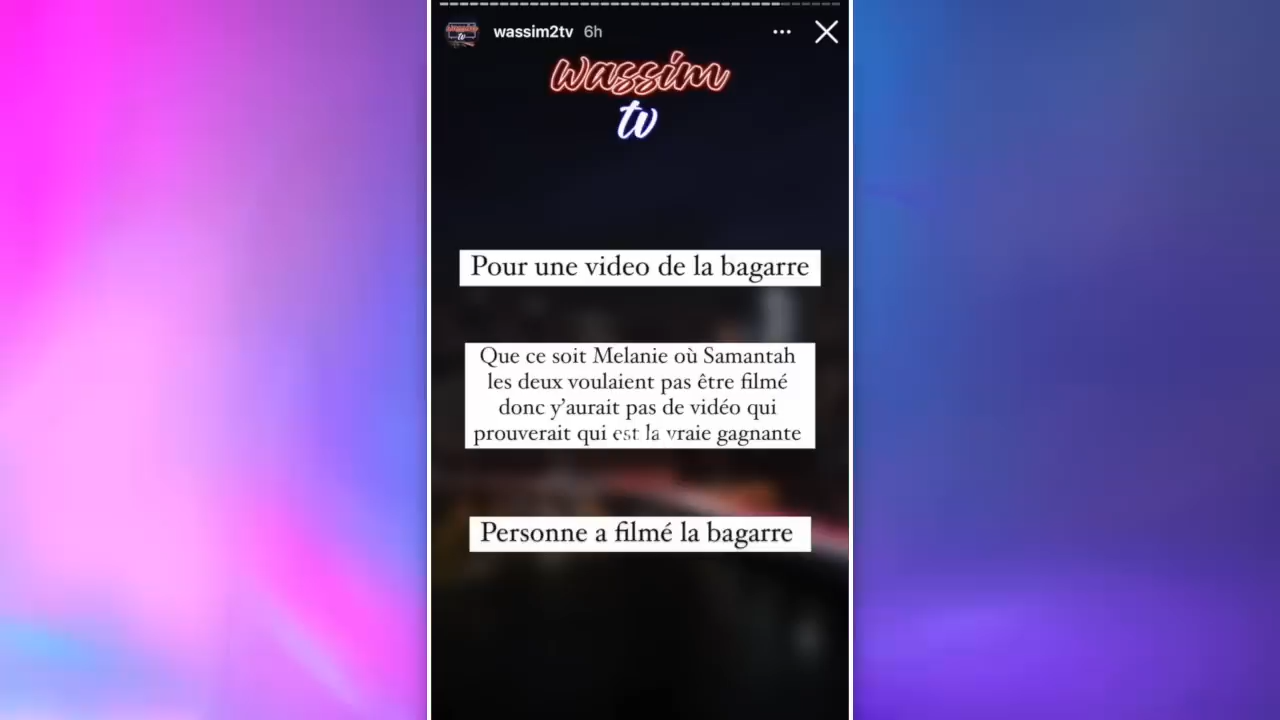 wassim2tv 6h
wassim
tv
Pour une video de la bagarre
Que ce soit Melanie où Samantah
les deux voulaient pas être filmé
donc y'aurait pas de vidéo qui
prouverait qui est la vraie gagnante
Personne a filmé la bagarre